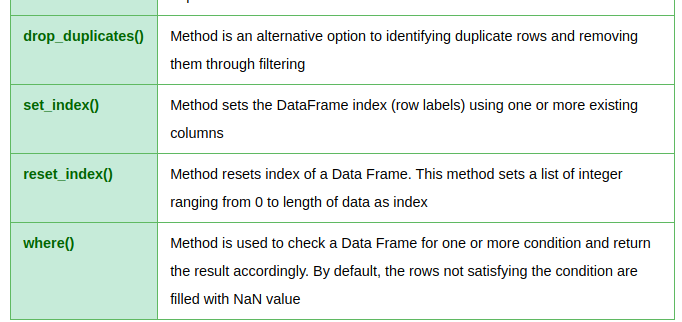 drop_duplicates()
Method is an alternative option to identifying duplicate rows and removing
them through filtering
set_index()
Method sets the DataFrame index (row labels) using one or more existing
columns
reset_index()
Method resets index of a Data Frame. This method sets a list of integer
ranging from 0 to length of data as index
where()
Method is used to check a Data Frame for one or more condition and return
the result accordingly. By default, the rows not satisfying the condition are
filled with NaN value